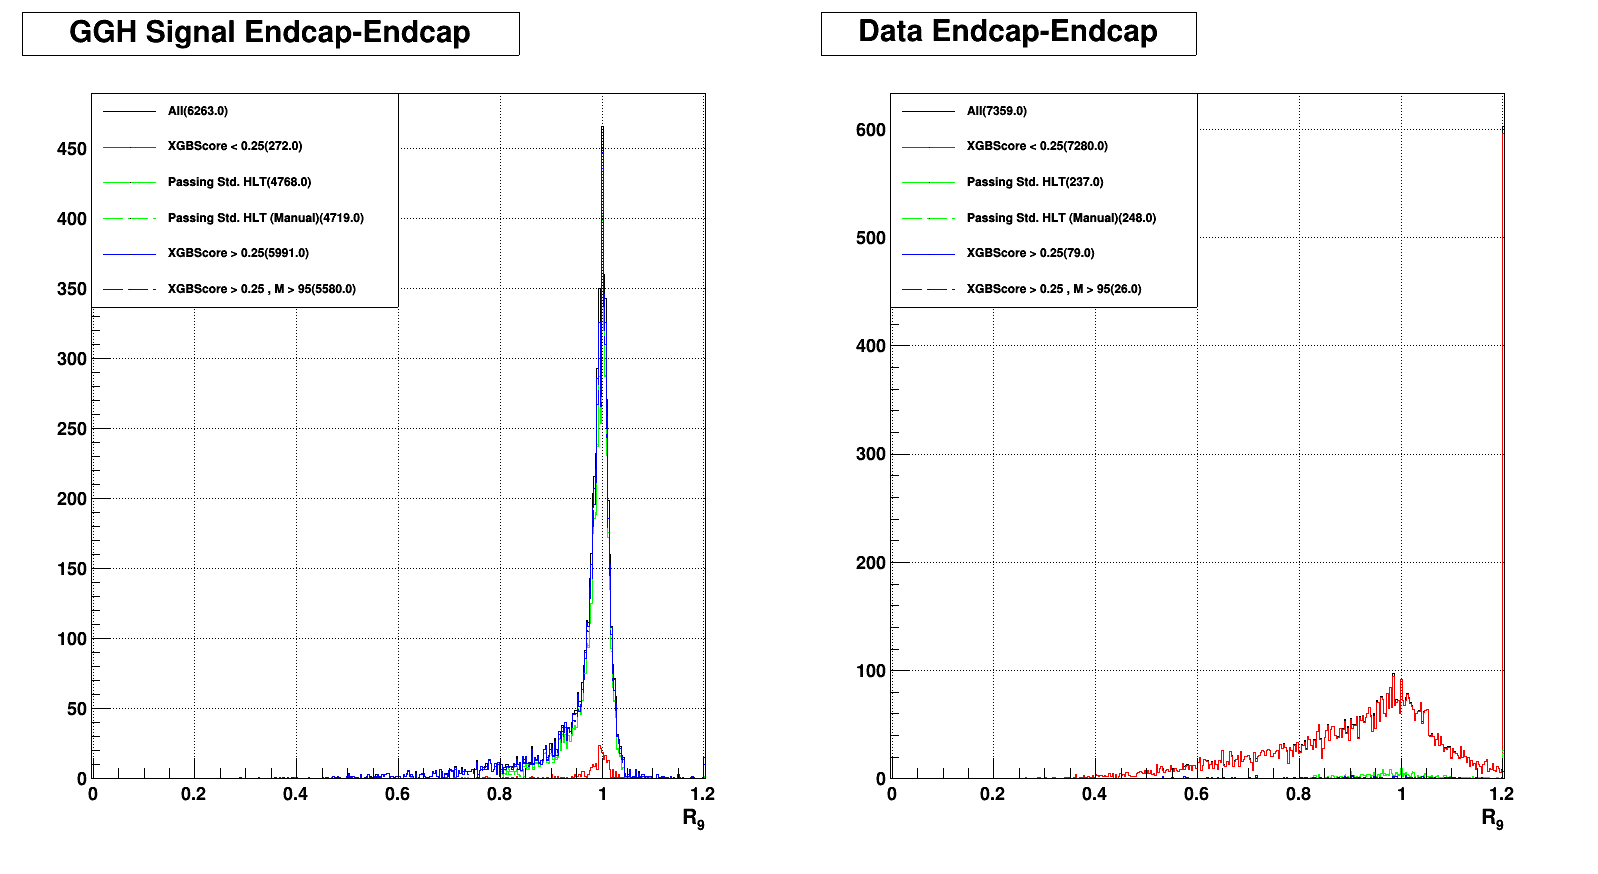 GGH Signal Endcap-Endcap
All(6263.0)
XGBScore < 0.25(272.0)
Passing Std. HLT(4768.0)
Passing Std. HLT (Manual)(4719.0)
XGBScore > 0.25(5991.0)
XGBScore > 0.25 , M > 95(5580.0)
450
400
350
300
250
200
150
100
50
0
0 0.2 0.4 0.6 0.8 1 1.2
R9
Data Endcap-Endcap
All(7359.0)
XGBScore < 0.25(7280.0)
Passing Std. HLT(237.0)
Passing Std. HLT (Manual)(248.0)
XGBScore > 0.25(79.0)
XGBScore > 0.25 , M > 95(26.0)
600
500
400
300
200
100
0
0 0.2 0.4 0.6 0.8 1 1.2
R9